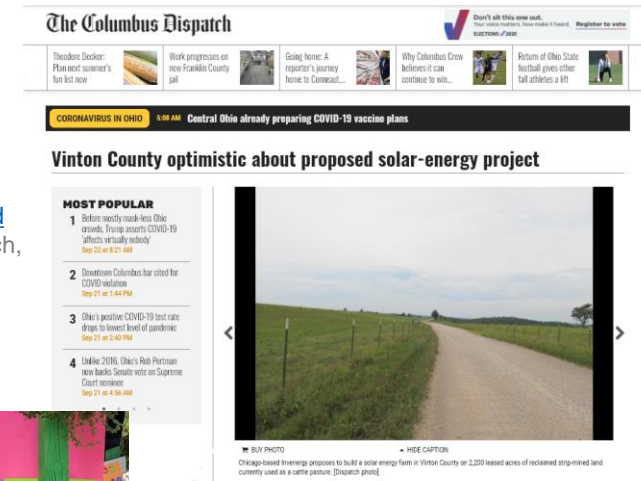 The Columbus Dispatch
Don't sit this one out.
Your voice matters. Now make it heard. Register to vote
ELECTIONS 2020
Theodore Decker:
Plan next summer's
fun list now
Work progresses on
new Franklin County
jail
Going home: A
reporter's journey
home to Conneaut,...
Why Columbus Crew
believes it can
continue to win...
Return of Ohio State
football gives other
fall athletes a lift
CORONAVIRUS IN OHIO 5:08 AM Central Ohio already preparing COVID-19 vaccine plans
Vinton County optimistic about proposed solar-energy project
MOST POPULAR
1 Before mostly mask-less Ohio
crowds, Trump asserts COVID-19
'affects virtually nobody'
Sep 22 at 8:21 AM
2 Downtown Columbus bar cited for
COVID violation
Sep 21 at 1:44 PM
3 Ohio's positive COVID-19 test rate
drops to lowest level of pandemic
Sep 21 at 2:40 PM
4 Unlike 2016, Ohio's Rob Portman
now backs Senate vote on Supreme
Court nominee
Sep 21 at 4:56 AM
BUY PHOTO
HIDE CAPTION
Chicago-based Invenergy proposes to build a solar energy farm in Vinton County on 2,200 leased acres of reclaimed strip-mined land
currently used as a cattle pasture. [Dispatch photo]